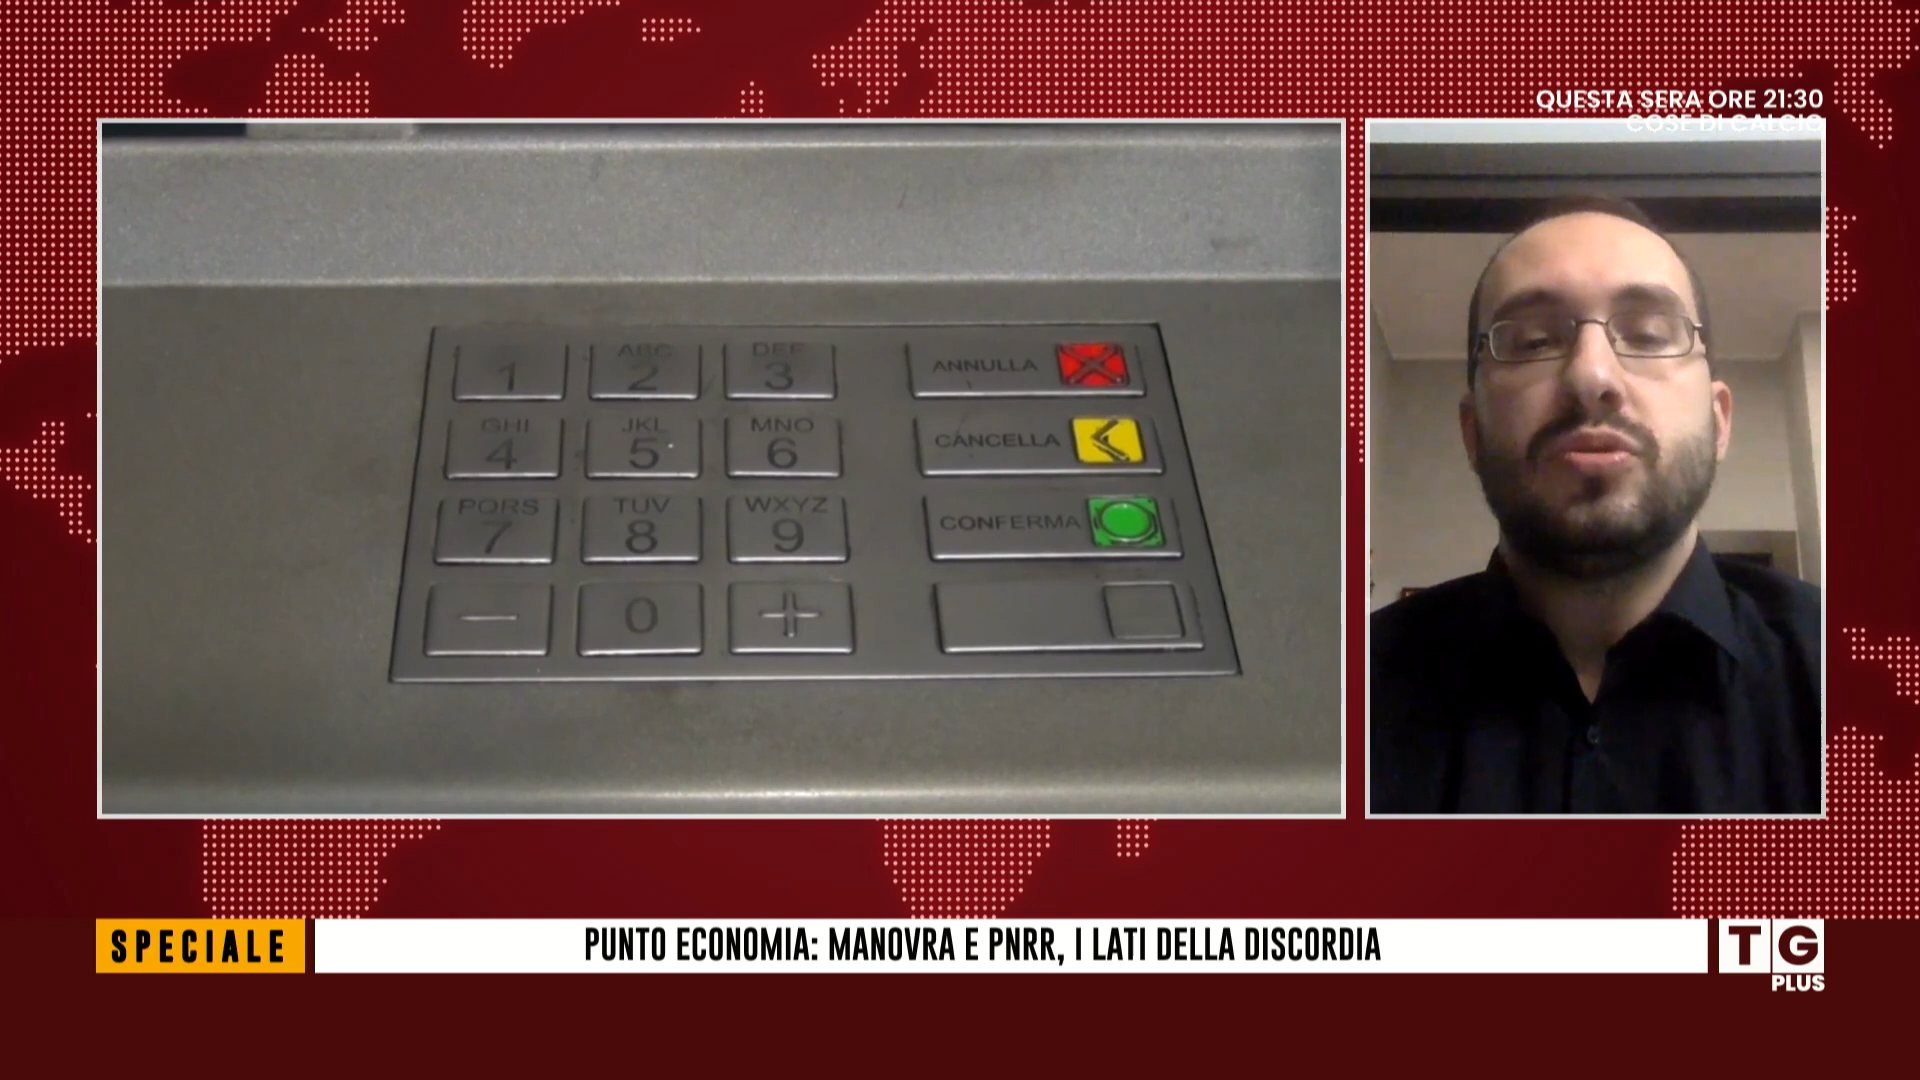 QUESTA SERA ORE 21:30
COSE DI CALCIO
1
ABC
2
DEF
3
ANNULLA
GHI
4
JKL
5
MNO
6
CANCELLA
PQRS
7
TUV
8
WXYZ
9
CONFERMA
0
SPECIALE
PUNTO ECONOMIA: MANOVRA E PNRR, I LATI DELLA DISCORDIA
TG
PLUS